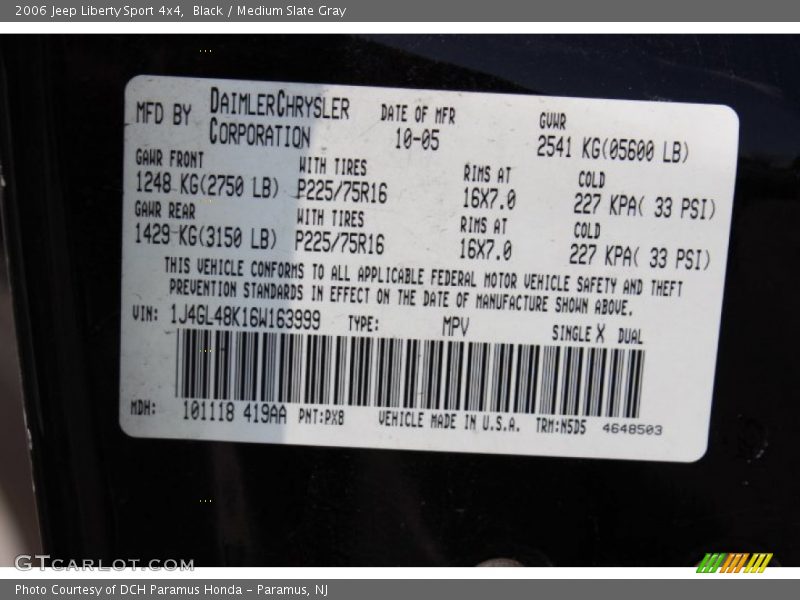 2006 Jeep Liberty Sport 4x4,  Black / Medium Slate Gray
MFD BY DAIMLERCHRYSLER CORPORATION
DATE OF MFR 10-05
GVWR 2541 KG(05600 LB)
GAWR FRONT WITH TIRES RIMS AT COLD
1248 KG(2750 LB) P225/75R16 16X7.0 227 KPA( 33 PSI)
GAWR REAR WITH TIRES RIMS AT COLD
1429 KG(3150 LB) P225/75R16 16X7.0 227 KPA( 33 PSI)
THIS VEHICLE CONFORMS TO ALL APPLICABLE FEDERAL MOTOR VEHICLE SAFETY AND THEFT
PREVENTION STANDARDS IN EFFECT ON THE DATE OF MANUFACTURE SHOWN ABOVE.
VIN: 1J4GL48K16W163999 TYPE: MPV SINGLE X DUAL
MDH: 101118 419AA PNT:PX8 VEHICLE MADE IN U.S.A. TRM:N5D5 4648503
GTCARLOT.COM
Photo Courtesy of DCH Paramus Honda - Paramus, NJ